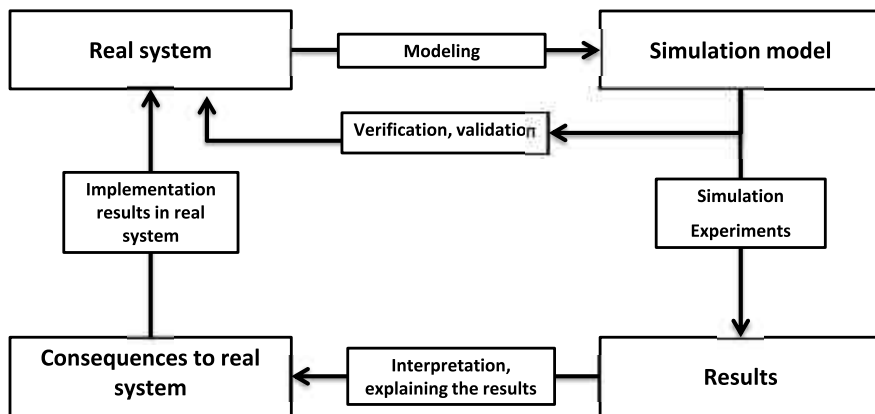 Real system
Modeling
Simulation model
Verification, validation
Implementation
results in real
system
Simulation
Experiments
Consequences to real
system
Interpretation,
explaining the results
Results